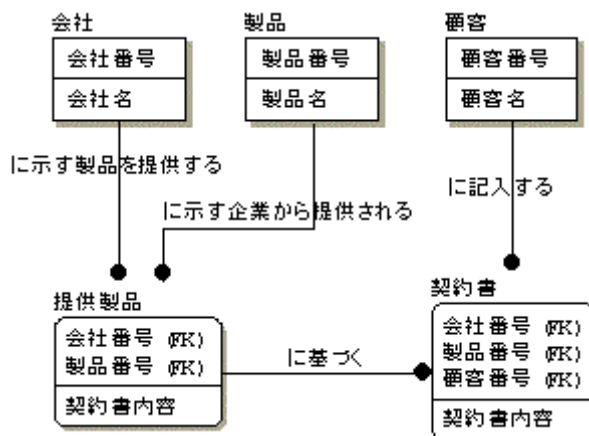 会社
会社番号
会社名
製品
製品番号
製品名
顧客
顧客番号
顧客名
に示す製品を提供する
に示す企業から提供される
に記入する
提供製品
会社番号 (FK)
製品番号 (FK)
契約書内容
に基づく
契約書
会社番号 (FK)
製品番号 (FK)
顧客番号 (FK)
契約書内容